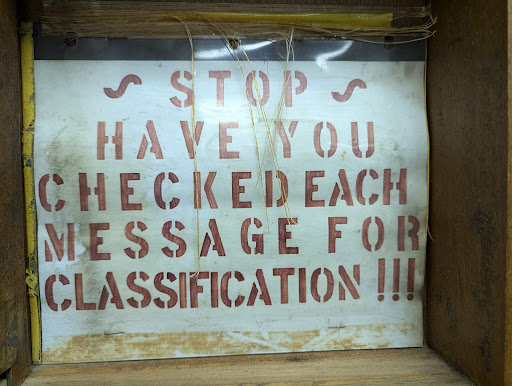 ~ STOP ~
HAVE YOU
CHECKED EACH
MESSAGE FOR
CLASSIFICATION !!!